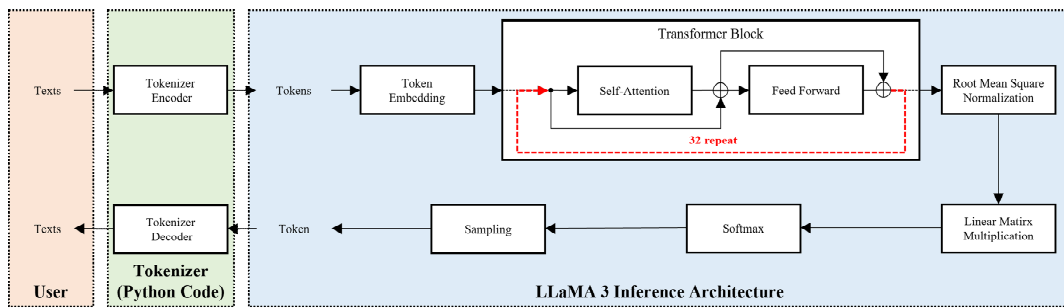 Transformer Block
Texts
Tokenizer
Encoder
Tokens
Token
Embedding
Self-Attention
Feed Forward
Root Mean Square
Normalization
32 repeat
Texts
Tokenizer
Decoder
Token
Sampling
Softmax
Linear Matirx
Multiplication
User
Tokenizer
(Python Code)
LLaMA 3 Inference Architecture